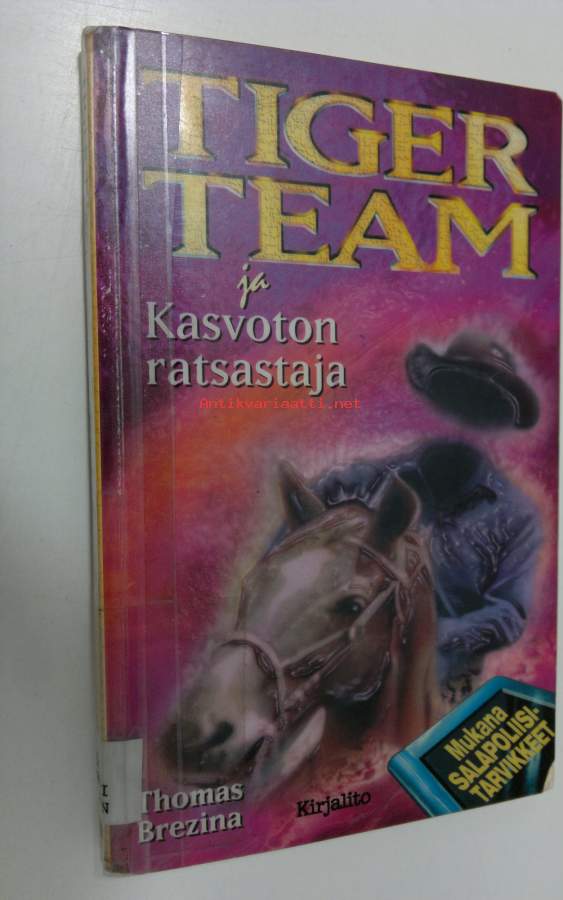 TIGER
TEAM
ja
Kasvoton
ratsastaja
Antikvariaatti.net
Mukana
SALAPOLIISI-
TARVIKKEET
Thomas
Brezina
Kirjalito
I
N